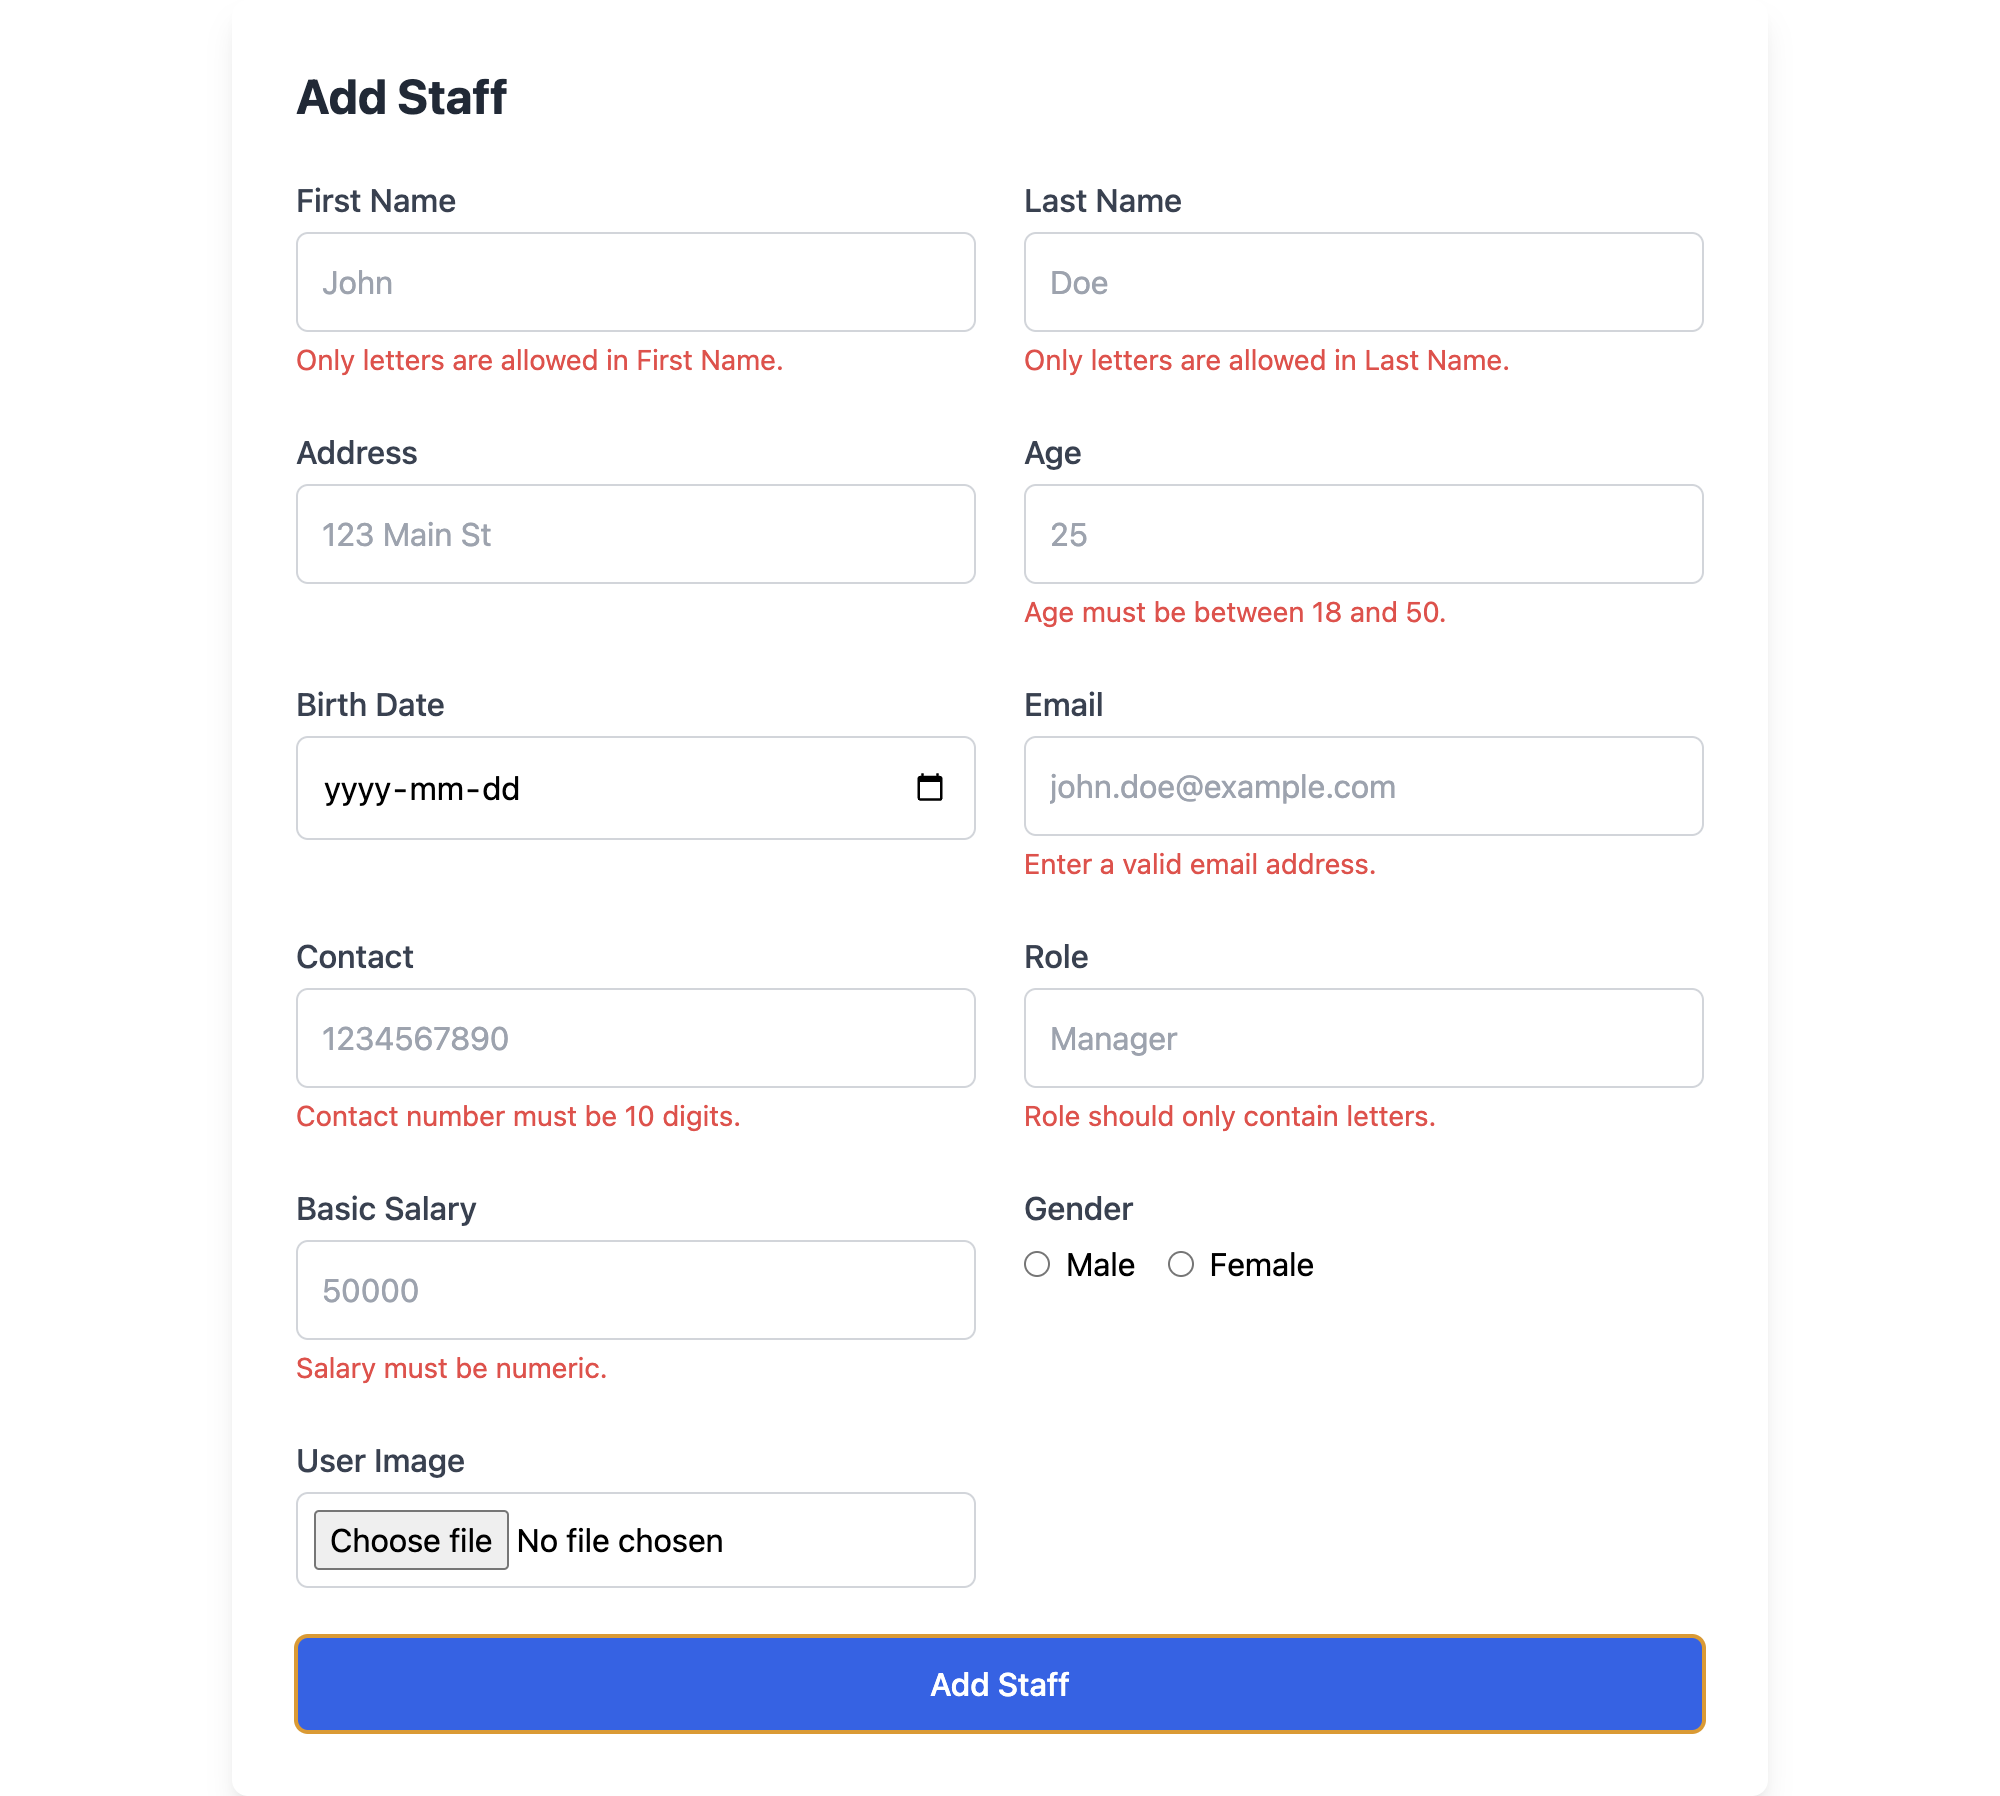 Add Staff
First Name
Last Name
John
Doe
Only letters are allowed in First Name.
Only letters are allowed in Last Name.
Address
Age
123 Main St
25
Age must be between 18 and 50.
Birth Date
Email
yyyy-mm-dd
john.doe@example.com
Enter a valid email address.
Contact
Role
1234567890
Manager
Contact number must be 10 digits.
Role should only contain letters.
Basic Salary
Gender
50000
Male
Female
Salary must be numeric.
User Image
Choose file No file chosen
Add Staff